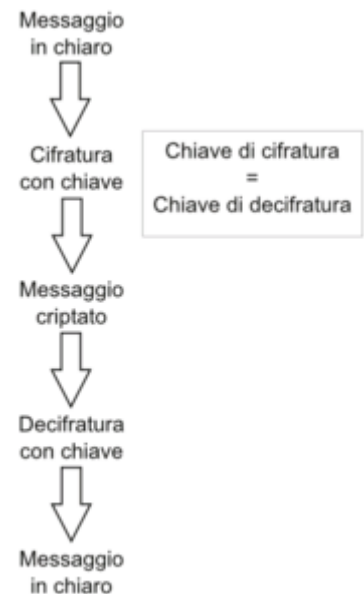 Messaggio
in chiaro
Cifratura
con chiave
Chiave di cifratura
=
Chiave di decifratura
Messaggio
criptato
Decifratura
con chiave
Messaggio
in chiaro